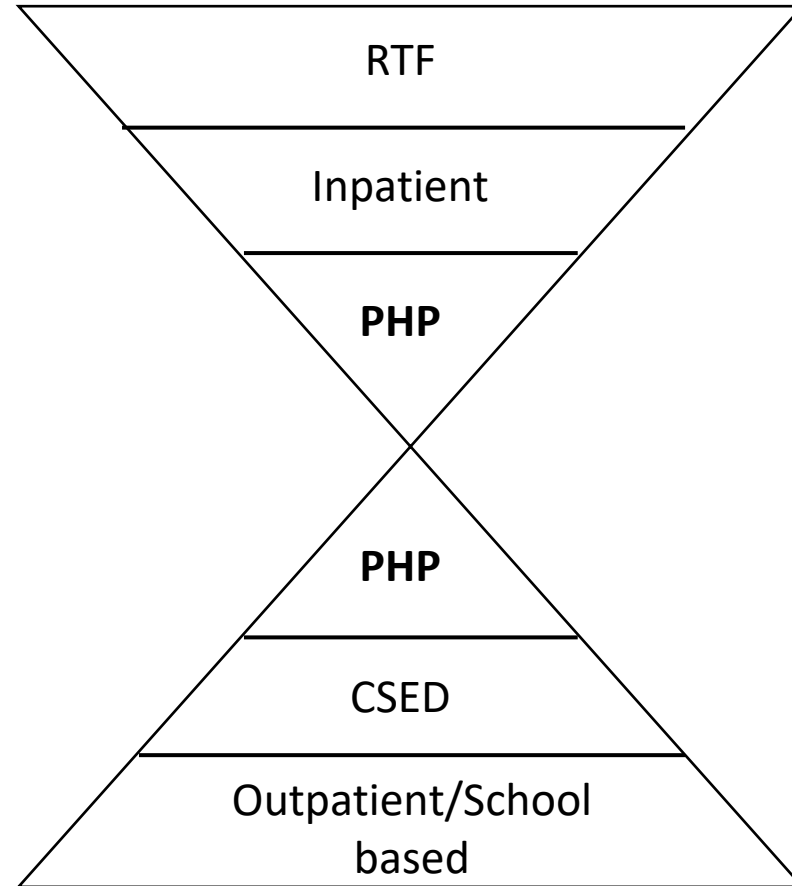 RTF
Inpatient
PHP
PHP
CSED
Outpatient/School
based